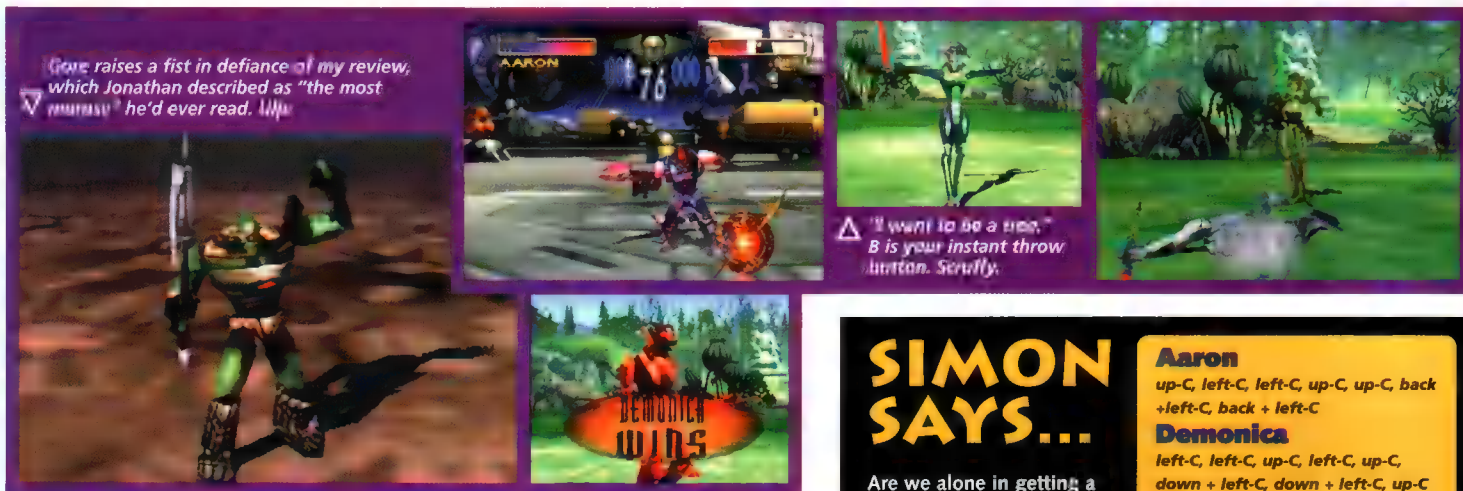 Gore raises a fist in defiance of my review,
which Jonathan described as "the most
he'd ever read.
AARON
76
"I want to be a tree."
B is your instant throw
button. Scruffy.
DEMONICA
WINS
SIMON
SAYS...
Are we alone in getting a
Aaron
up-C, left-C, left-C, up-C, up-C, back
+left-C, back + left-C
Demonica
left-C, left-C, up-C, left-C, up-C,
down + left-C, down + left-C, up-C